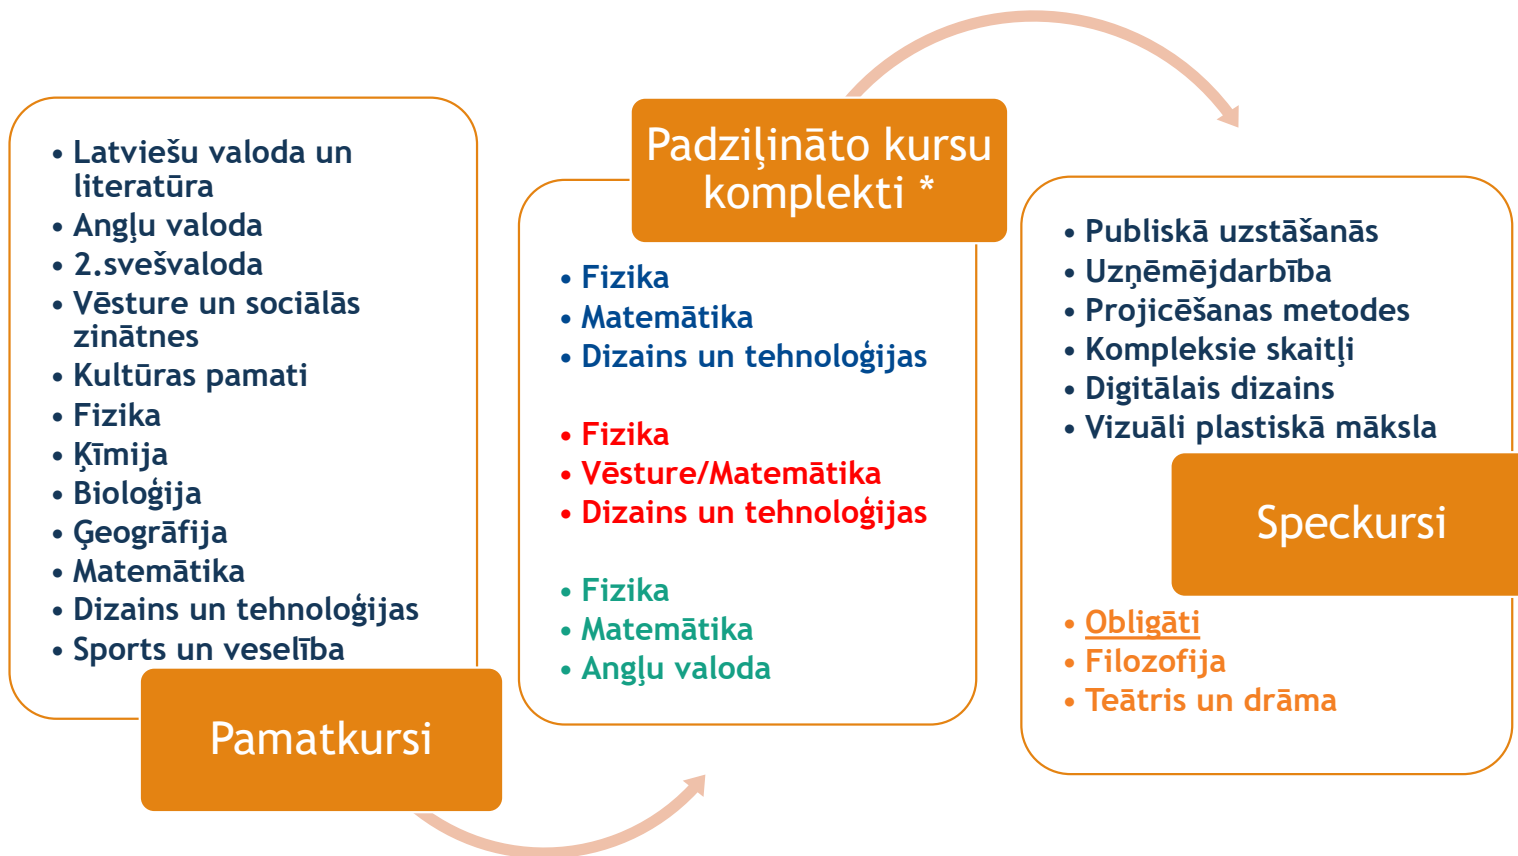 • Latviešu valoda un
literatūra
• Angļu valoda
• 2.svešvaloda
• Vēsture un sociālās
zinātnes
• Kultūras pamati
• Fizika
• Ķīmija
• Bioloģija
• Ģeogrāfija
• Matemātika
• Dizains un tehnoloģijas
• Sports un veselība
Pamatkursi
Padziļināto kursu
komplekti *
• Fizika
• Matemātika
• Dizains un tehnoloģijas
• Fizika
• Vēsture/Matemātika
• Dizains un tehnoloģijas
• Fizika
• Matemātika
• Angļu valoda
• Publiskā uzstāšanās
• Uzņēmējdarbība
• Projicēšanas metodes
• Kompleksie skaitļi
• Digitālais dizains
• Vizuāli plastiskā māksla
Speckursi
• Obligāti
• Filozofija
• Teātris un drāma